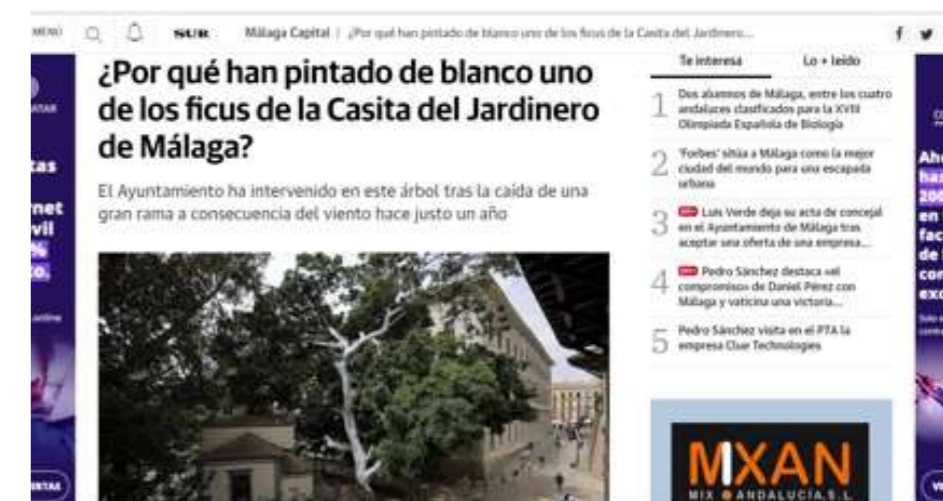 MENÚ
SUR
Málaga Capital | ¿Por qué han pintado de blanco uno de los ficus de la Casita del Jardinero...
¿Por qué han pintado de blanco uno
de los ficus de la Casita del Jardinero
de Málaga?
El Ayuntamiento ha intervenido en este árbol tras la caída de una
gran rama a consecuencia del viento hace justo un año
Te interesa
Lo + leído
1 Dos alumnos de Málaga, entre los cuatro
andaluces clasificados para la XVIII
Olimpiada Española de Biología
2 'Forbes' sitúa a Málaga como la mejor
ciudad del mundo para una escapada
urbana
3 Luis Verde deja su acta de concejal
en el Ayuntamiento de Málaga tras
aceptar una oferta de una empresa...
4 Pedro Sánchez destaca «el
compromiso» de Daniel Pérez con
Málaga y vaticina una victoria...
5 Pedro Sánchez visita en el PTA la
empresa Clue Technologies
MIXAN
MIX ANDALUCÍA S.L